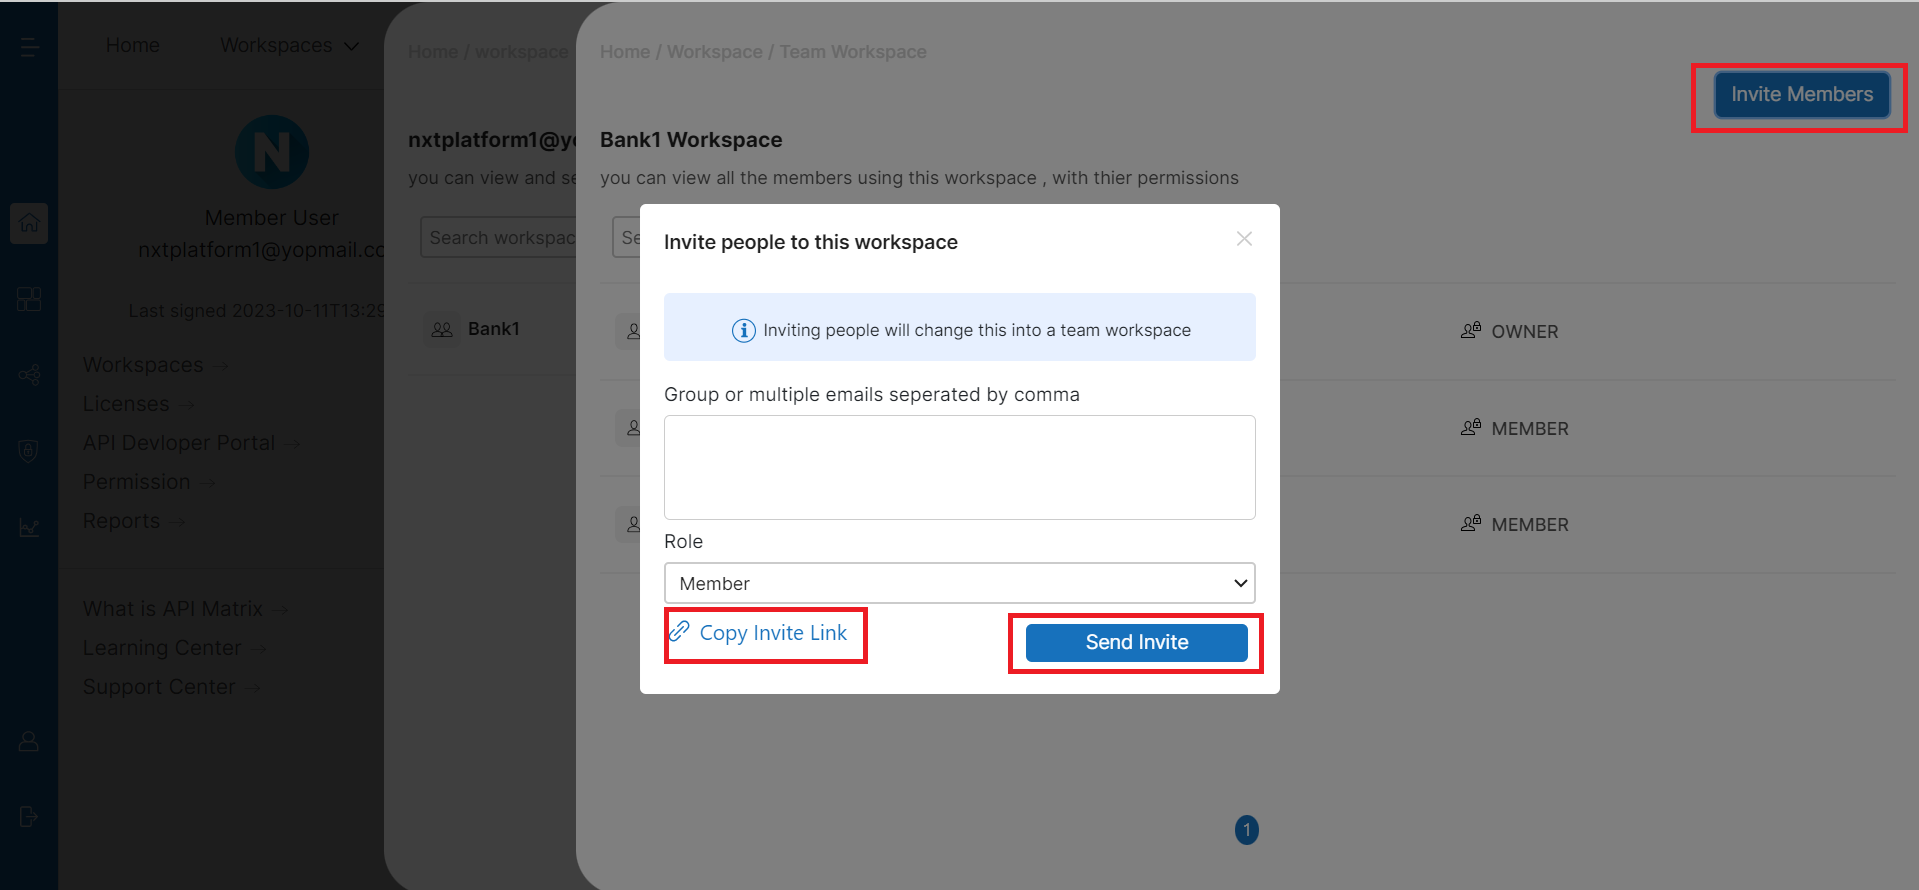 Home
Workspaces
Home / workspace
Home / Workspace / Team Workspace
Invite Members
N
Member User
nxtplatform1@yopmail.co
Last signed 2023-10-11T13:29
Workspaces →
Licenses →
API Devloper Portal →
Permission →
Reports →
What is API Matrix →
Learning Center →
Support Center →
nxtplatform1@yo
you can view and se
Search workspac
Bank1
Bank1 Workspace
you can view all the members using this workspace , with thier permissions
Se
OWNER
MEMBER
MEMBER
Invite people to this workspace
Inviting people will change this into a team workspace
Group or multiple emails seperated by comma
Role
Member
Copy Invite Link
Send Invite
1